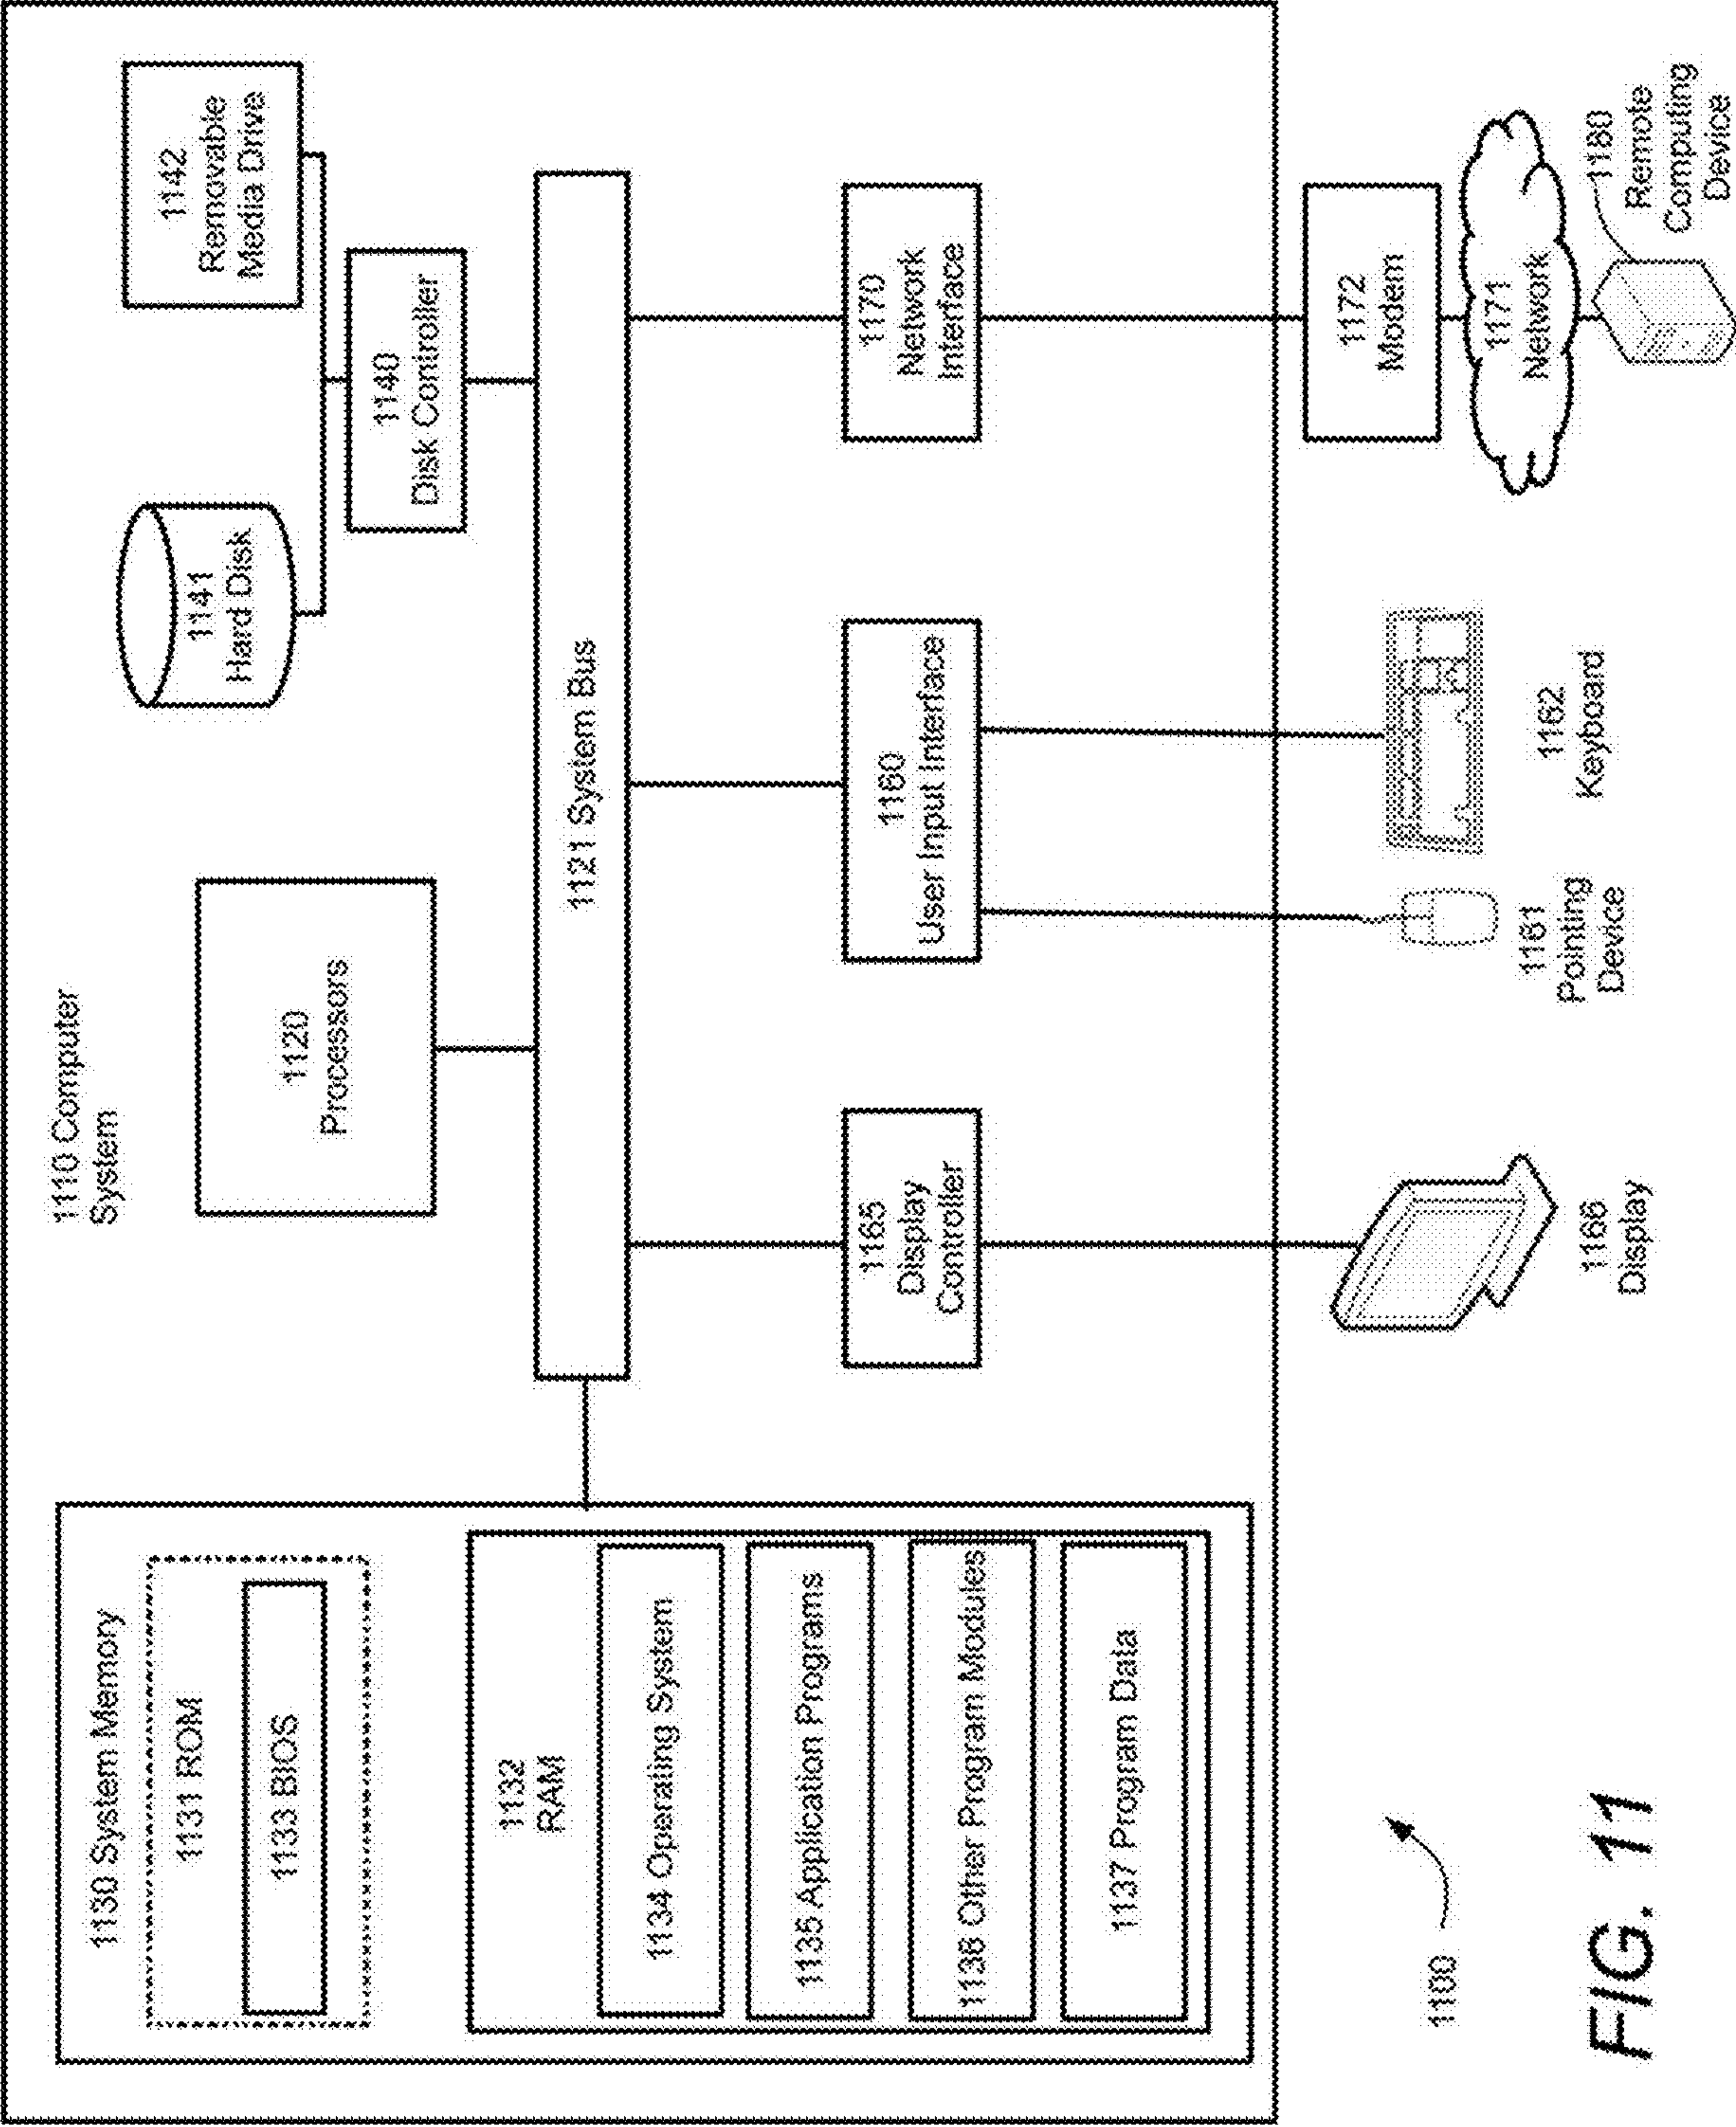 1110 Computer
System
1130 System Memory
1131 ROM
1133 BIOS
1132
RAM
1134 Operating System
1135 Application Programs
1136 Other Program Modules
1137 Program Data
1120
Processors
1141
Hard Disk
1142
Removable
Media Drive
1140
Disk Controller
1121 System Bus
1165
Display
Controller
1160
User Input Interface
1170
Network
Interface
1172
Modem
1171
Network
1180
Remote
Computing
Device
1166
Display
1161
Pointing
Device
1162
Keyboard
1100
FIG. 11